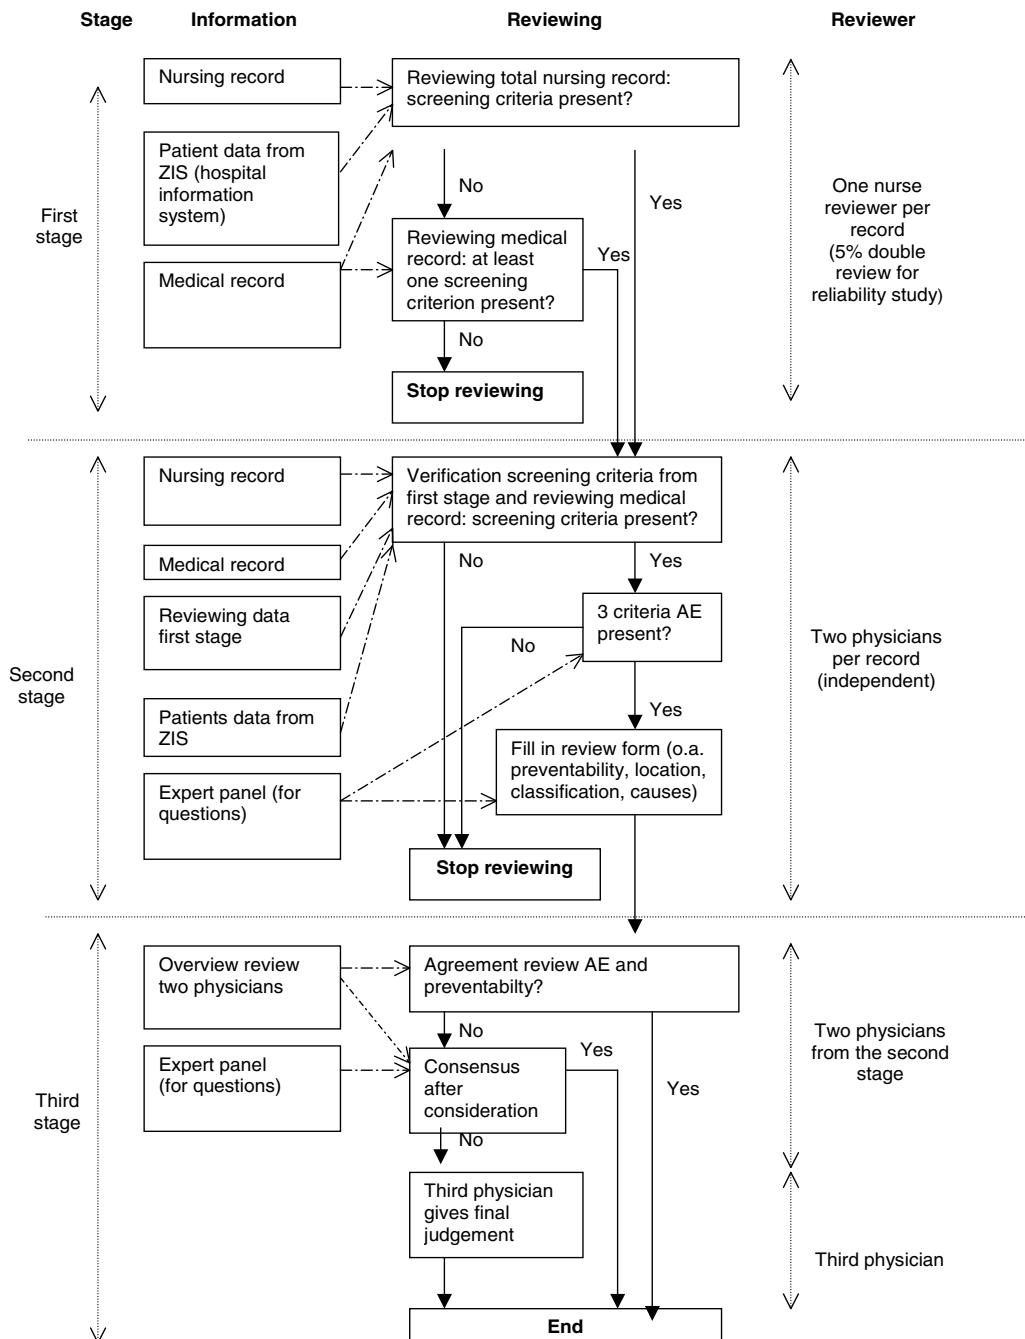 Stage Information Reviewing Reviewer
Nursing record
Reviewing total nursing record:
screening criteria present?
Patient data from
ZIS (hospital
information
system)
No
Yes
First
stage
Medical record
Reviewing medical
record: at least
one screening
criterion present?
Yes
One nurse
reviewer per
record
(5% double
review for
reliability study)
No
Stop reviewing
Nursing record
Verification screening criteria from
first stage and reviewing medical
record: screening criteria present?
Medical record
No
Yes
Reviewing data
first stage
3 criteria AE
present?
No
Two physicians
per record
(independent)
Second
stage
Patients data from
ZIS
Yes
Fill in review form (o.a.
preventability, location,
classification, causes)
Expert panel (for
questions)
Stop reviewing
Overview review
two physicians
Agreement review AE and
preventabilty?
No
Yes
Expert panel
(for questions)
Consensus
after
consideration
Yes
Two physicians
from the second
stage
Third
stage
No
Third physician
gives final
judgement
Third physician
End